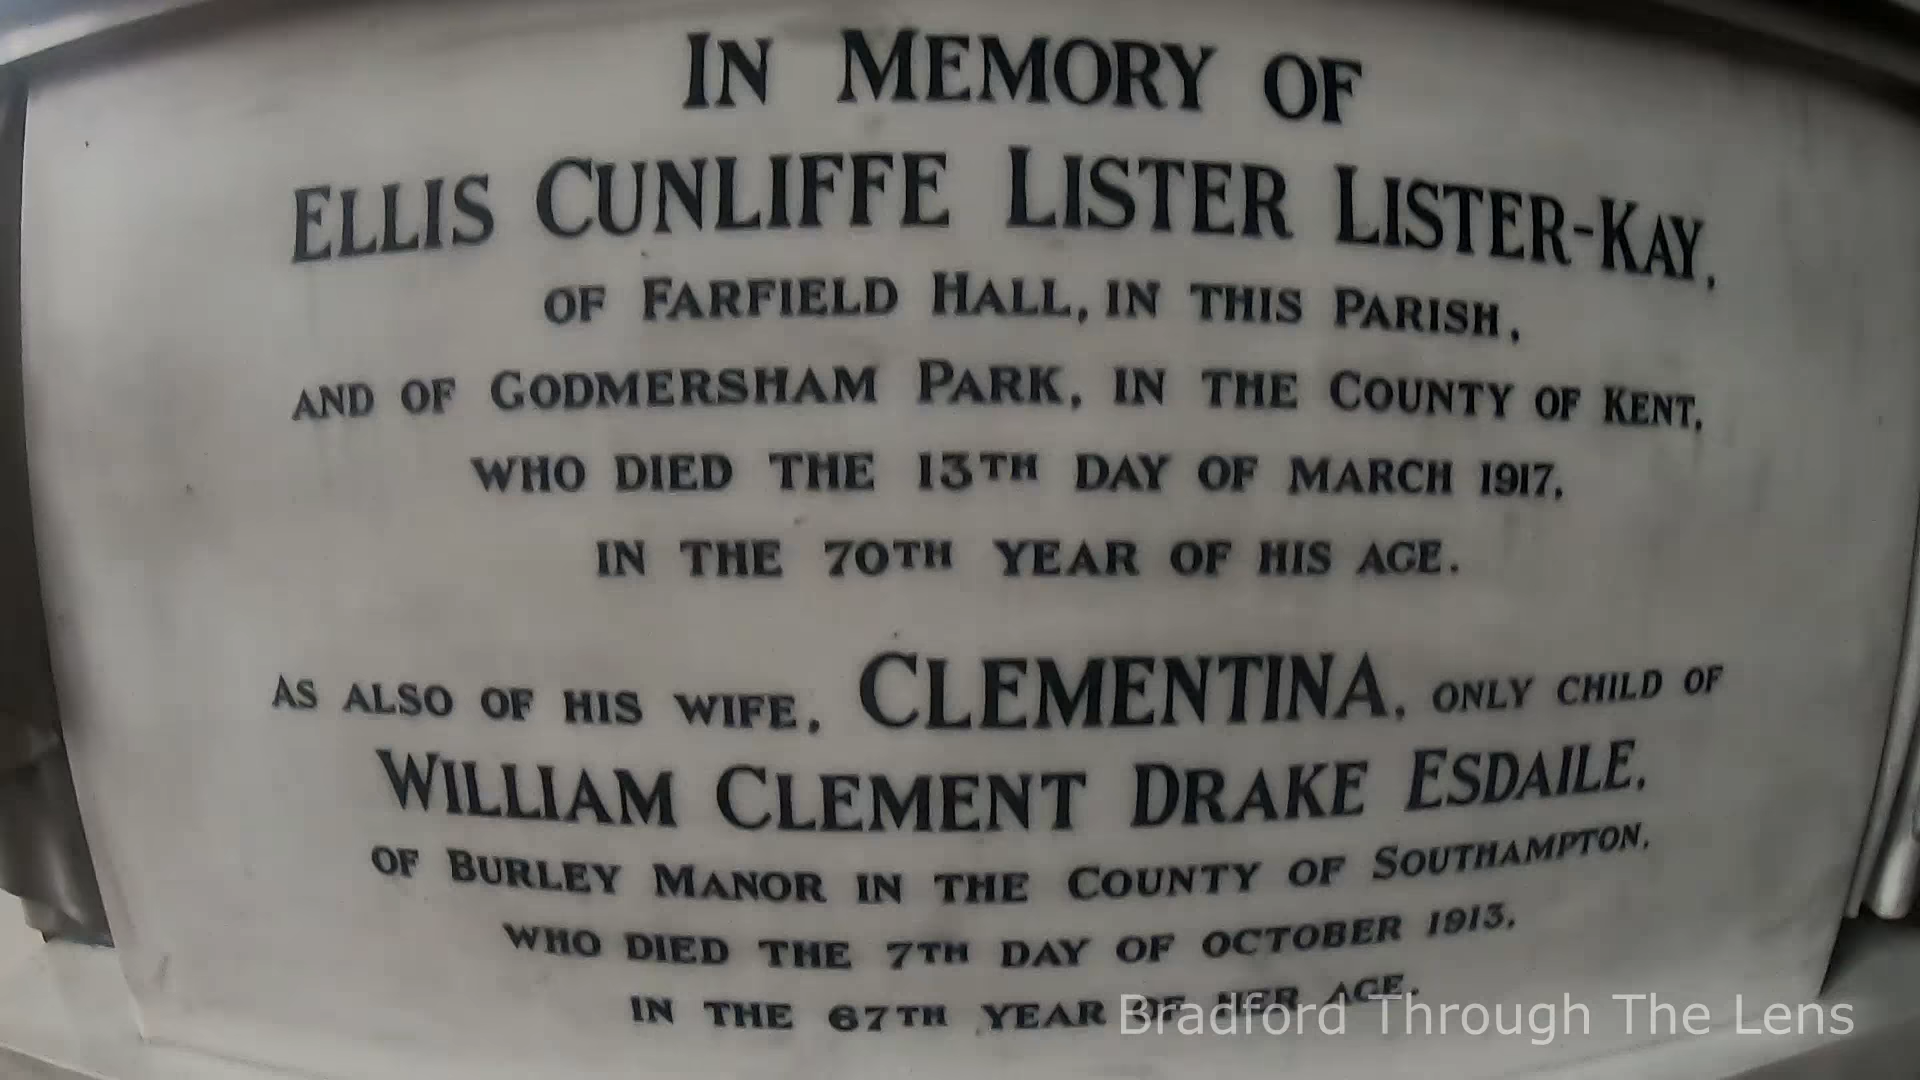 IN MEMORY OF
ELLIS CUNLIFFE LISTER LISTER-KAY,
OF FARFIELD HALL, IN THIS PARISH,
AND OF GODMERSHAM PARK, IN THE COUNTY OF KENT,
WHO DIED THE 13TH DAY OF MARCH 1917,
IN THE 70TH YEAR OF HIS AGE.
AS ALSO OF HIS WIFE, CLEMENTINA, ONLY CHILD OF
WILLIAM CLEMENT DRAKE ESDAILE,
OF BURLEY MANOR IN THE COUNTY OF SOUTHAMPTON,
WHO DIED THE 7TH DAY OF OCTOBER 1913,
IN THE 67TH YEAR OF HER AGE.
Bradford Through The Lens